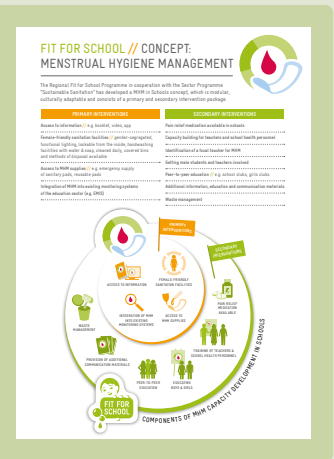 FIT FOR SCHOOL // CONCEPT:
MENSTRUAL HYGIENE MANAGEMENT
The Regional Fit for School Programme in cooperation with the Sector Programme
"Sustainable Sanitation" has developed a MHM in Schools concept, which is modular,
culturally adaptable and consists of a primary and secondary intervention package
PRIMARY INTERVENTIONS
Access to information // e.g. booklet, video, app
Female-friendly sanitation facilities // gender-segregated,
functional lighting, lockable from the inside, handwashing
facilities with water & soap, cleaned daily, covered bins
and methods of disposal available
Access to MHM supplies // e.g. emergency supply
of sanitary pads, reusable pads
Integration of MHM into existing monitoring systems
of the education sector (e.g. EMIS)
SECONDARY INTERVENTIONS
Pain relief medication available in schools
Capacity building for teachers and school health personnel
Identification of a focal teacher for MHM
Getting male students and teachers involved
Peer-to-peer education // e.g. school clubs, girls clubs
Additional information, education and communication materials
Waste management
PRIMARY
INTERVENTIONS
SECONDARY
INTERVENTIONS
ACCESS TO INFORMATION
FEMALE-FRIENDLY
SANITATION FACILITIES
INTEGRATION OF MHM
INTO EXISTING
MONITORING SYSTEMS
ACCESS TO
MHM SUPPLIES
PAIN RELIEF
MEDICATION
AVAILABLE
WASTE
MANAGEMENT
TRAINING OF TEACHERS &
SCHOOL HEALTH PERSONNEL
PROVISION OF ADDITIONAL
COMMUNICATION MATERIALS
PEER-TO-PEER
EDUCATION
EDUCATING
BOYS & GIRLS
FIT FOR
SCHOOL
COMPONENTS OF MHM CAPACITY DEVELOPMENT IN SCHOOLS